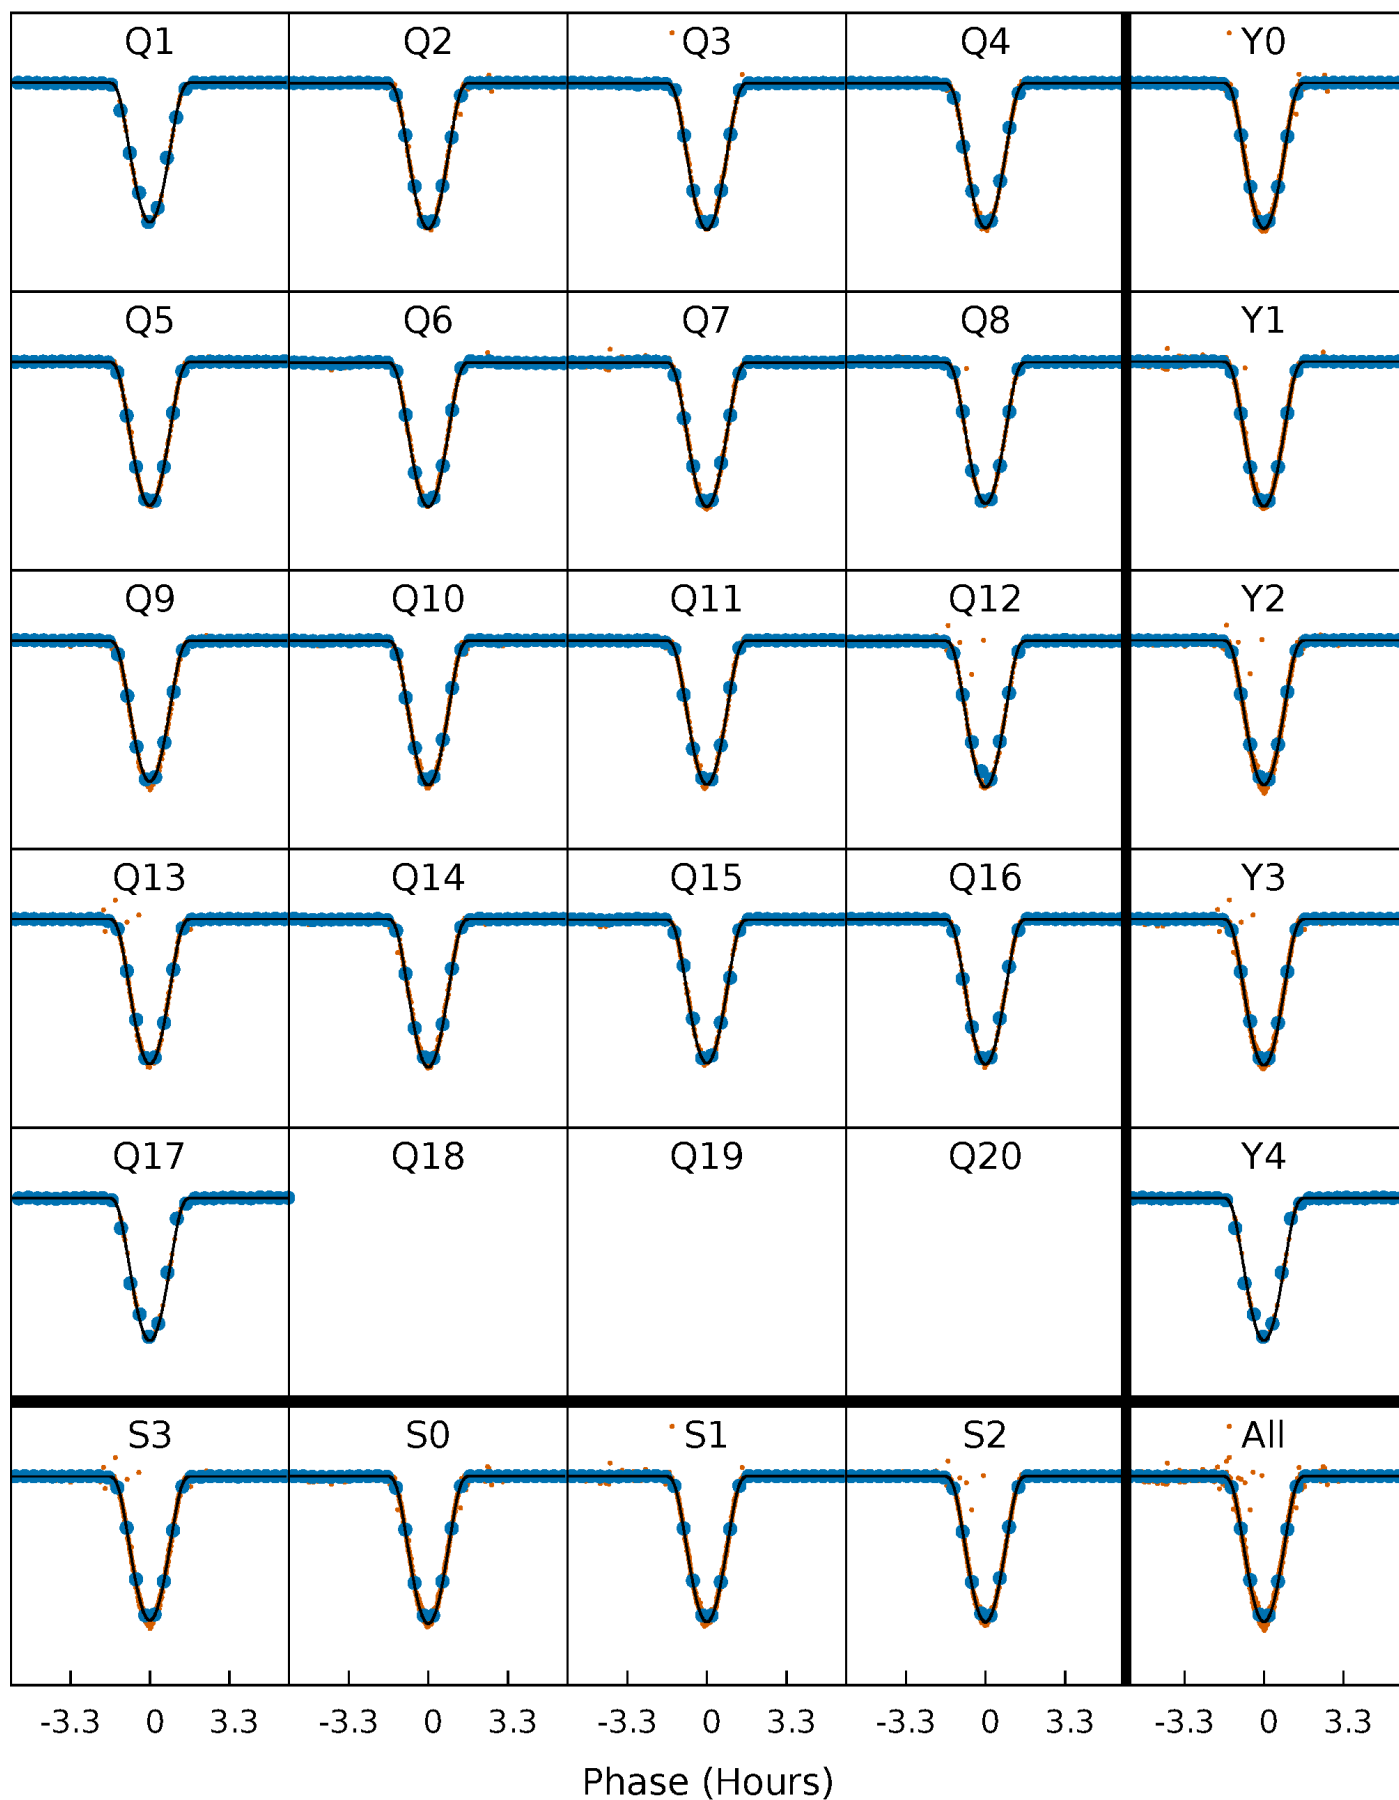 Q1 Q2 Q3 Q4 Y0
Q5 Q6 Q7 Q8 Y1
Q9 Q10 Q11 Q12 Y2
Q13 Q14 Q15 Q16 Y3
Q17 Q18 Q19 Q20 Y4
S3 S0 S1 S2 All
-3.3 0 3.3 -3.3 0 3.3 -3.3 0 3.3 -3.3 0 3.3 -3.3 0 3.3
Phase (Hours)